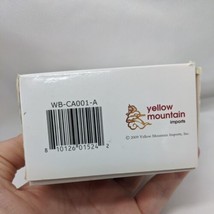 WB-CA001-A
8 10126 01524 2
yellow
mountain
imports
© 2009 Yellow Mountain Imports, Inc.